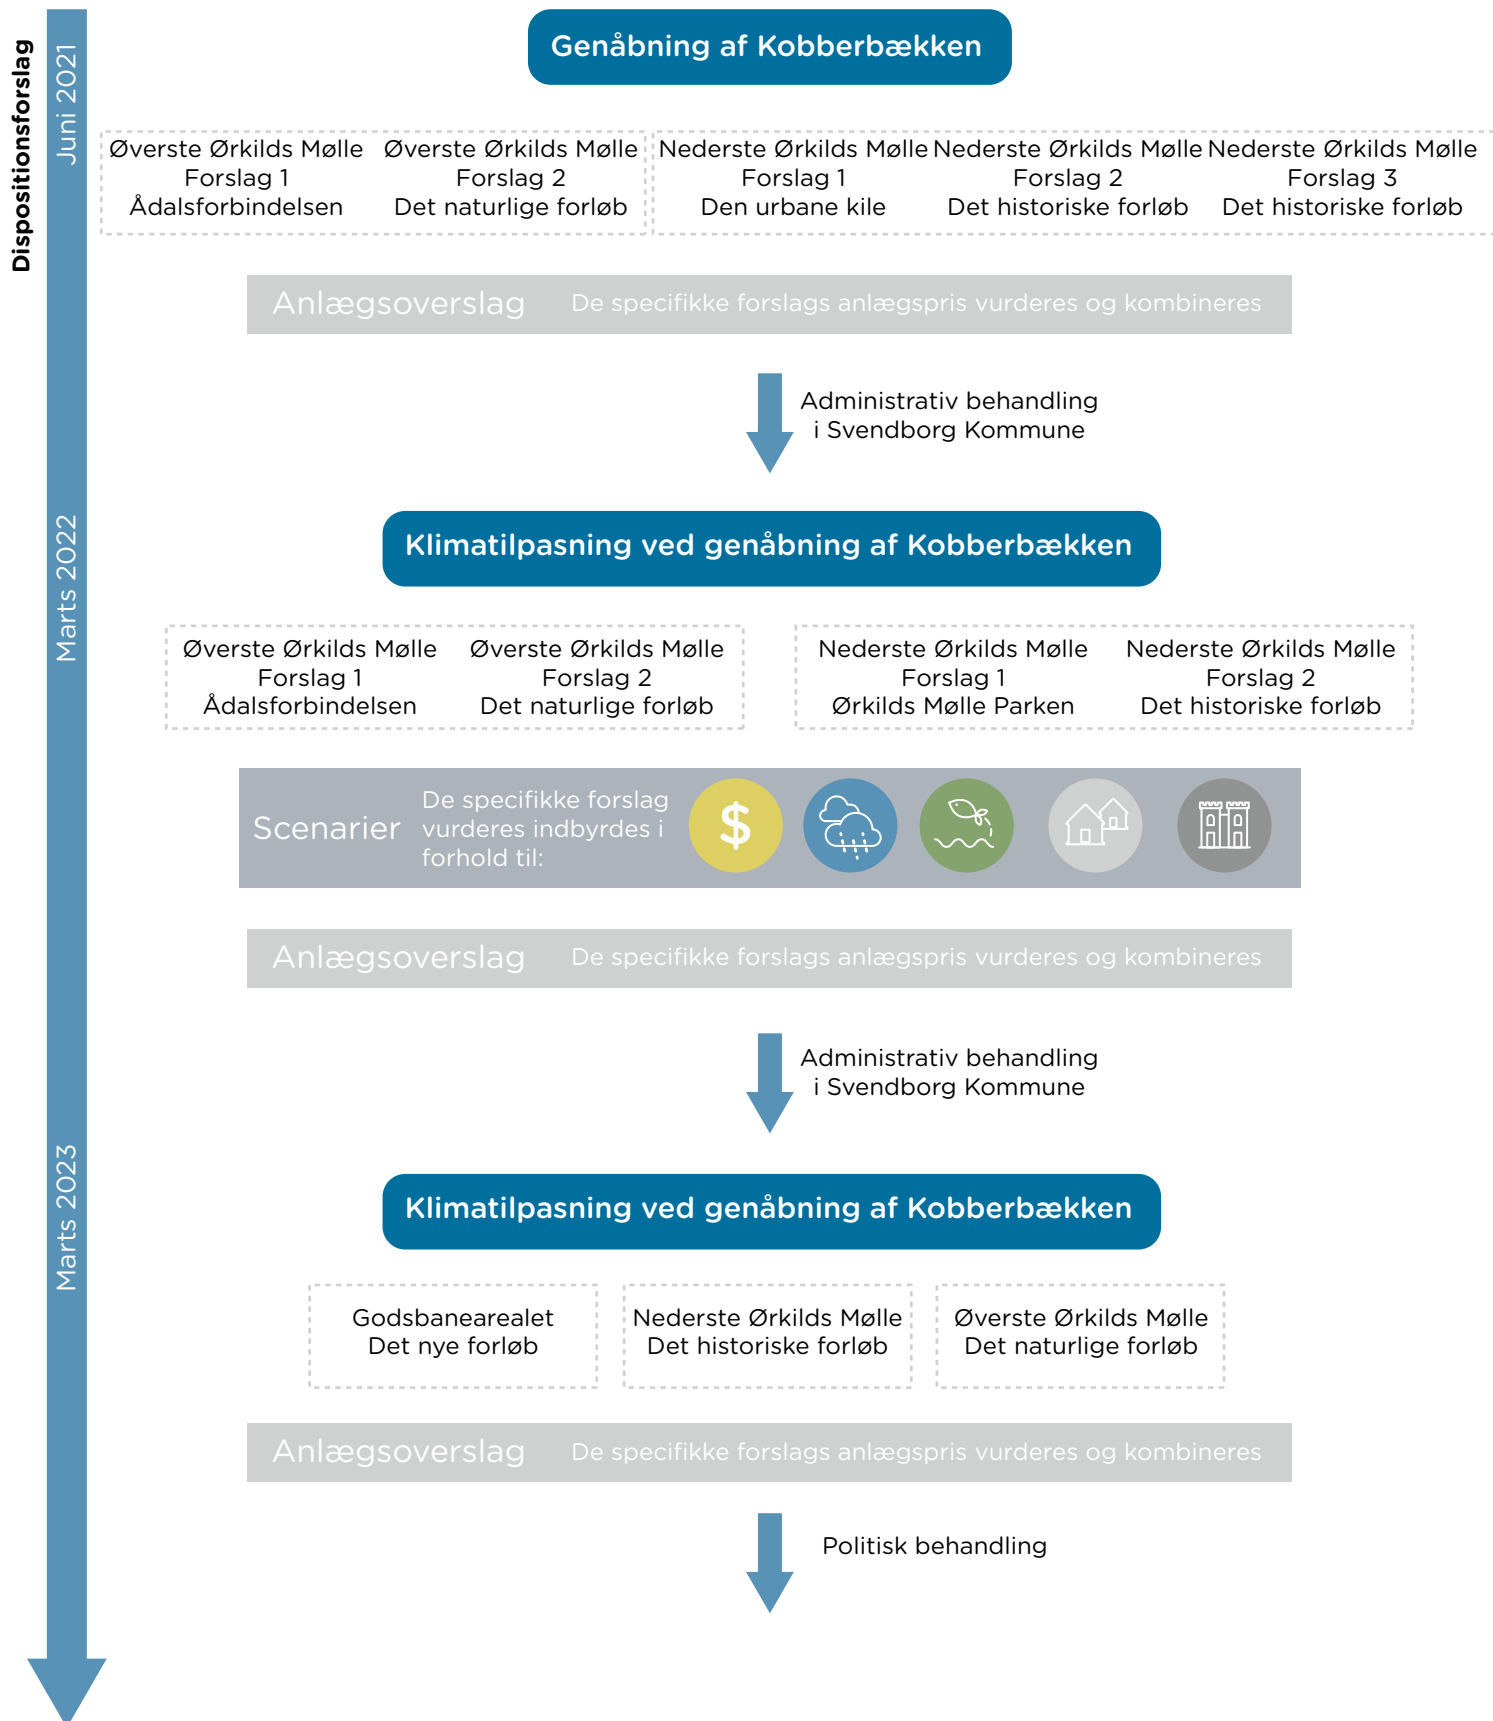 Dispositionsforslag
Juni 2021
Genåbning af Kobberbækken
Øverste Ørkilds Mølle
Forslag 1
Ådalsforbindelsen
Øverste Ørkilds Mølle
Forslag 2
Det naturlige forløb
Nederste Ørkilds Mølle
Forslag 1
Den urbane kile
Nederste Ørkilds Mølle
Forslag 2
Det historiske forløb
Nederste Ørkilds Mølle
Forslag 3
Det historiske forløb
Anlægsoverslag De specifikke forslags anlægspris vurderes og kombineres
Administrativ behandling
i Svendborg Kommune
Marts 2022
Klimatilpasning ved genåbning af Kobberbækken
Øverste Ørkilds Mølle
Forslag 1
Ådalsforbindelsen
Øverste Ørkilds Mølle
Forslag 2
Det naturlige forløb
Nederste Ørkilds Mølle
Forslag 1
Ørkilds Mølle Parken
Nederste Ørkilds Mølle
Forslag 2
Det historiske forløb
Scenarier
De specifikke forslag
vurderes indbyrdes i
forhold til:
$
Anlægsoverslag De specifikke forslags anlægspris vurderes og kombineres
Administrativ behandling
i Svendborg Kommune
Marts 2023
Klimatilpasning ved genåbning af Kobberbækken
Godsbanearealet
Det nye forløb
Nederste Ørkilds Mølle
Det historiske forløb
Øverste Ørkilds Mølle
Det naturlige forløb
Anlægsoverslag De specifikke forslags anlægspris vurderes og kombineres
Politisk behandling